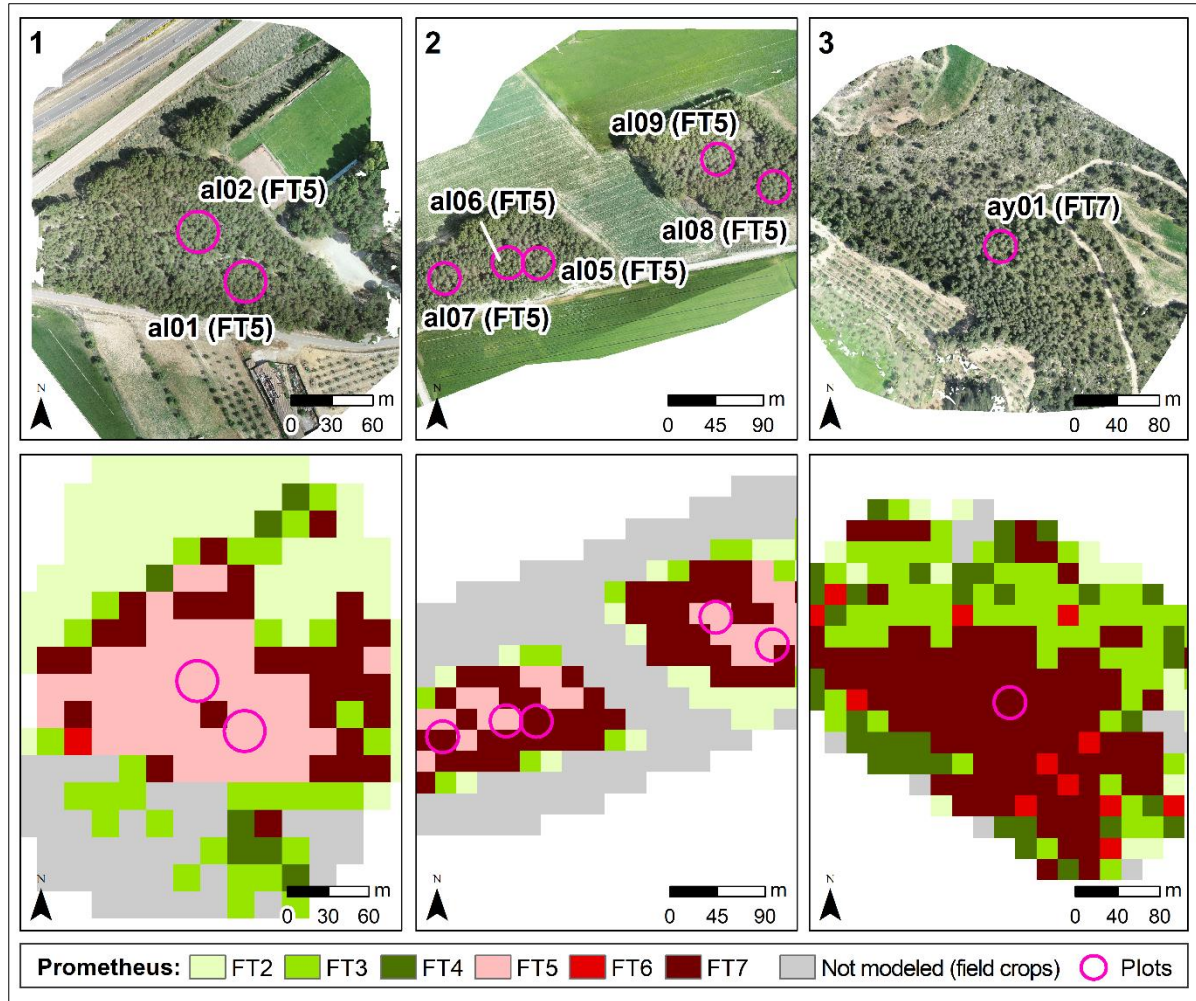 1
al02 (FT5)
al01 (FT5)
N
m
0 30 60
2
al09 (FT5)
al06 (FT5)
al08 (FT5)
al05 (FT5)
al07 (FT5)
N
m
0 45 90
3
ay01 (FT7)
N
m
0 40 80
N
m
0 30 60
N
m
0 45 90
N
m
0 40 80
Prometheus: FT2 FT3 FT4 FT5 FT6 FT7 Not modeled (field crops) Plots